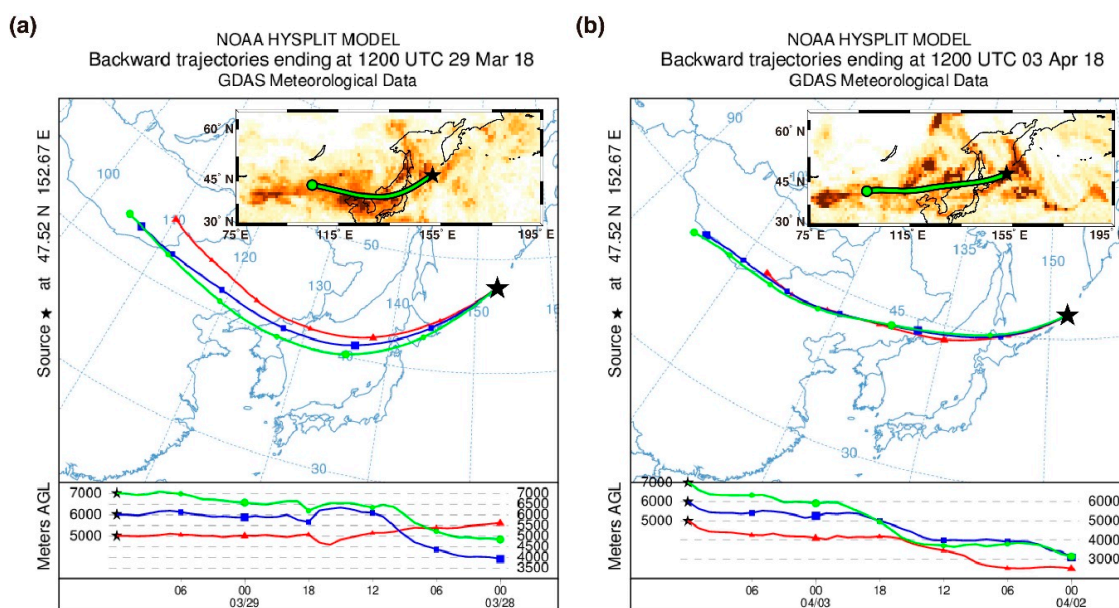 (a)
NOAA HYSPLIT MODEL
Backward trajectories ending at 1200 UTC 29 Mar 18
GDAS Meteorological Data
Source ★ at 47.52 N 152.67 E
60° N
45° N
30° N
75° E
115° E
155° E
195° E
100
110
120
130
140
150
50
40
30
Meters AGL
7000
6000
5000
7000
6500
6000
5500
5000
4500
4000
3500
06 00 18 12 06 00
03/29 03/28
(b)
NOAA HYSPLIT MODEL
Backward trajectories ending at 1200 UTC 03 Apr 18
GDAS Meteorological Data
Source ★ at 47.52 N 152.67 E
60° N
45° N
30° N
75° E
115° E
155° E
195° E
90
135
150
45
30
Meters AGL
7000
6000
5000
6000
5000
4000
3000
06 00 18 12 06 00
04/03 04/02